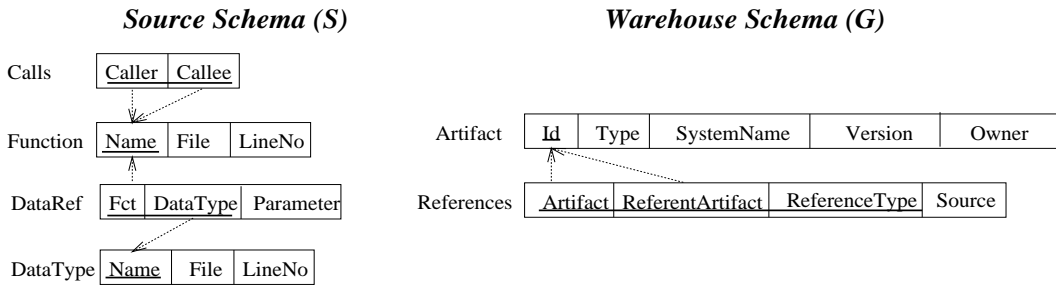 Source Schema (S)
Warehouse Schema (G)
Calls
Caller Callee
Function
Name File LineNo
DataRef
Fct DataType Parameter
DataType
Name File LineNo
Artifact
Id Type SystemName Version Owner
References
Artifact ReferentArtifact ReferenceType Source